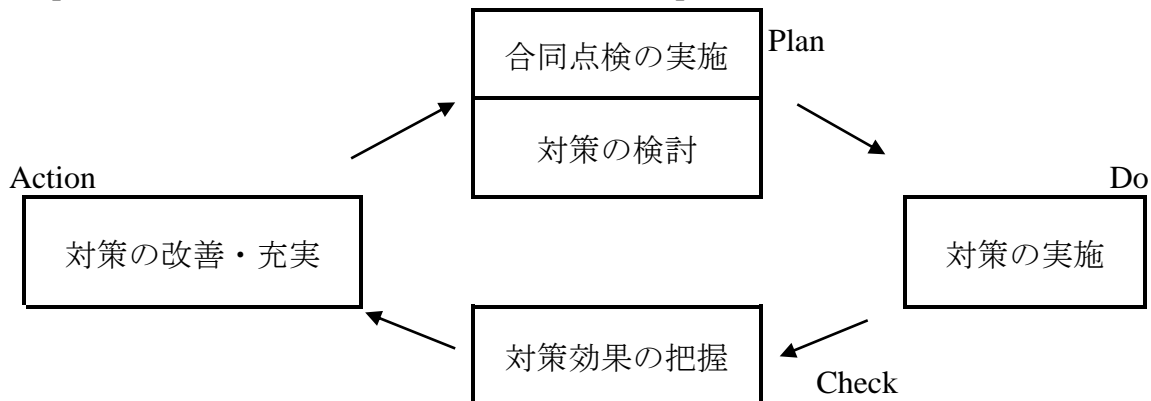 合同点検の実施
Plan
対策の検討
Action
Do
対策の改善・充実
対策の実施
対策効果の把握
Check